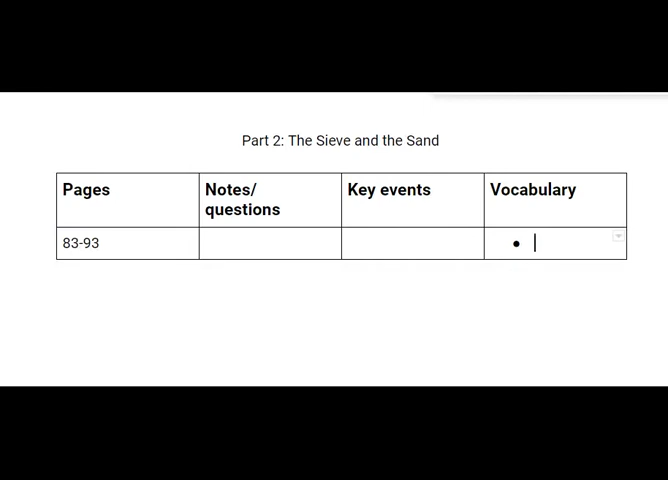 Part 2: The Sieve and the Sand
Pages
Notes/
questions
Key events
Vocabulary
83-93